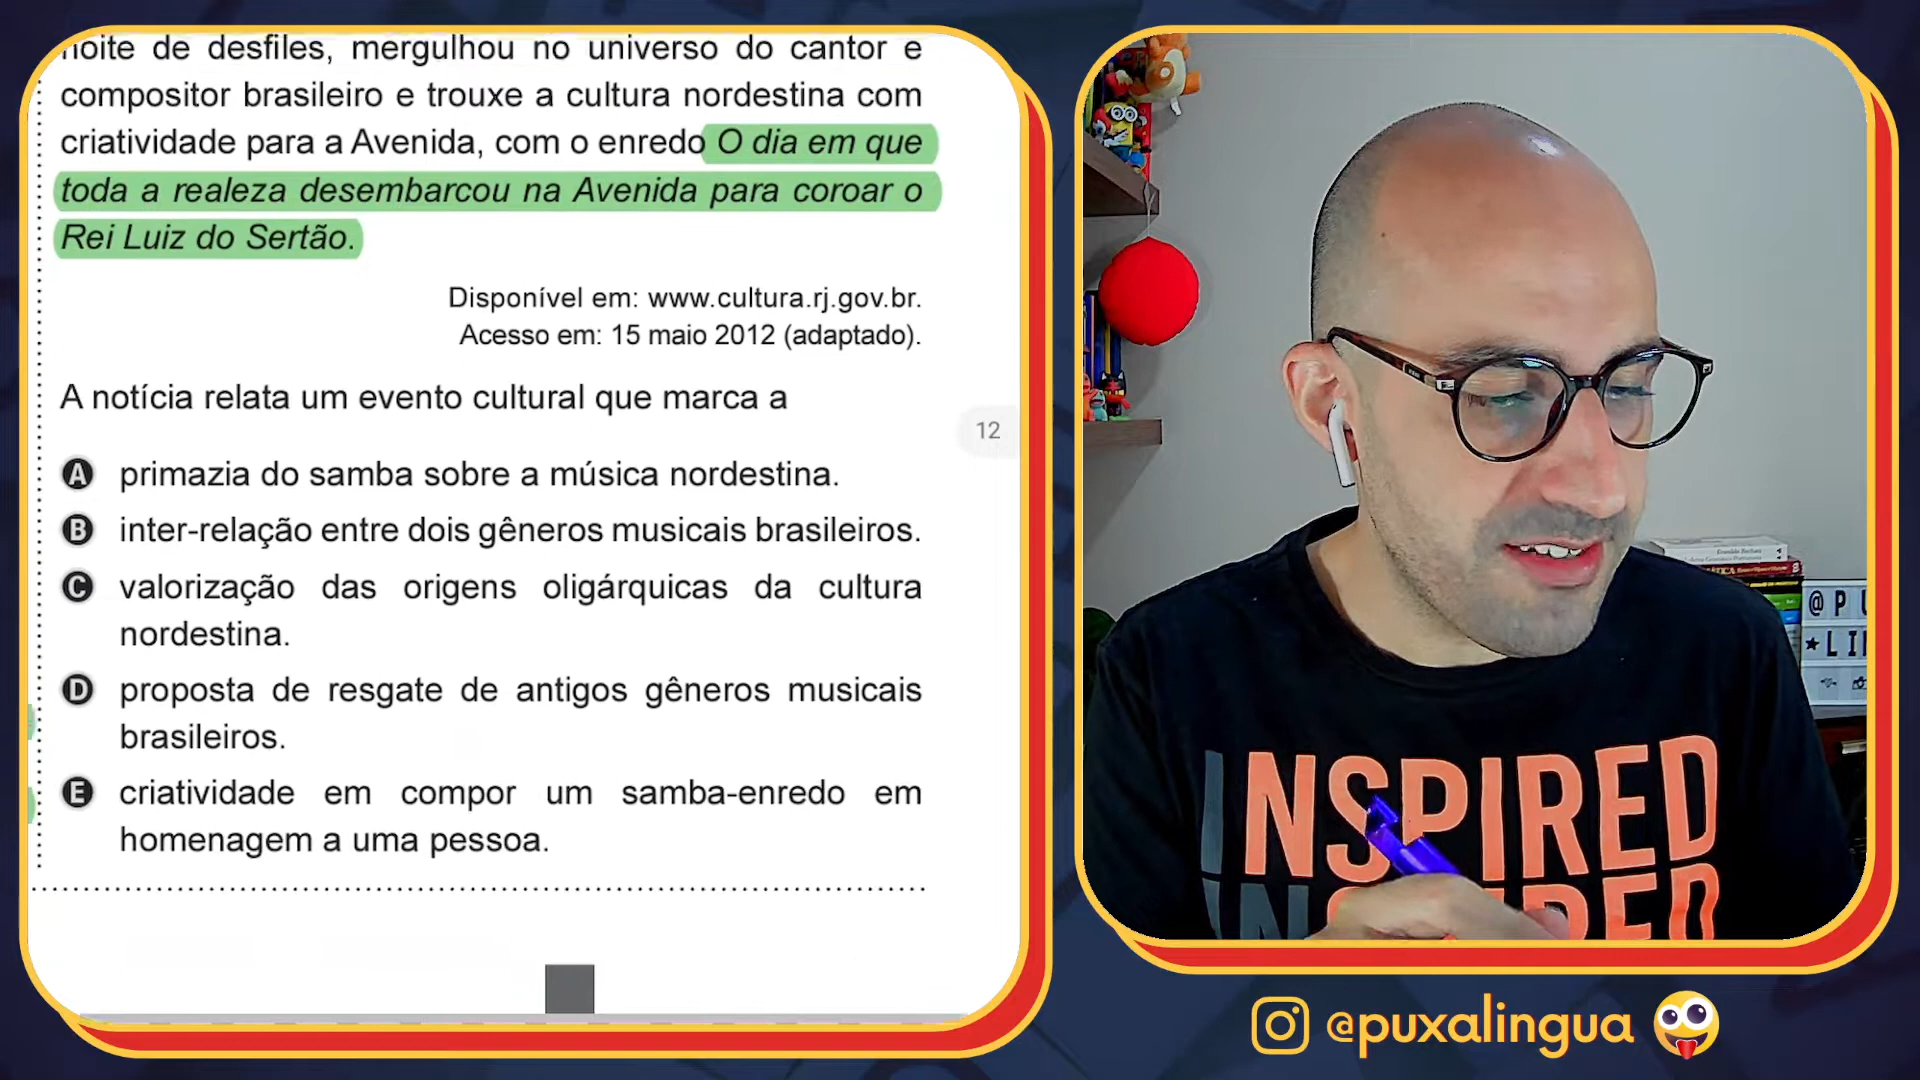 noite de desfiles, mergulhou no universo do cantor e
compositor brasileiro e trouxe a cultura nordestina com
criatividade para a Avenida, com o enredo O dia em que
toda a realeza desembarcou na Avenida para coroar o
Rei Luiz do Sertão.
Disponível em: www.cultura.rj.gov.br.
Acesso em: 15 maio 2012 (adaptado).
A notícia relata um evento cultural que marca a
12
A primazia do samba sobre a música nordestina.
B inter-relação entre dois gêneros musicais brasileiros.
C valorização das origens oligárquicas da cultura
nordestina.
D proposta de resgate de antigos gêneros musicais
brasileiros.
E criatividade em compor um samba-enredo em
homenagem a uma pessoa.
@PU
★LI
INSPIRED
@puxalingua